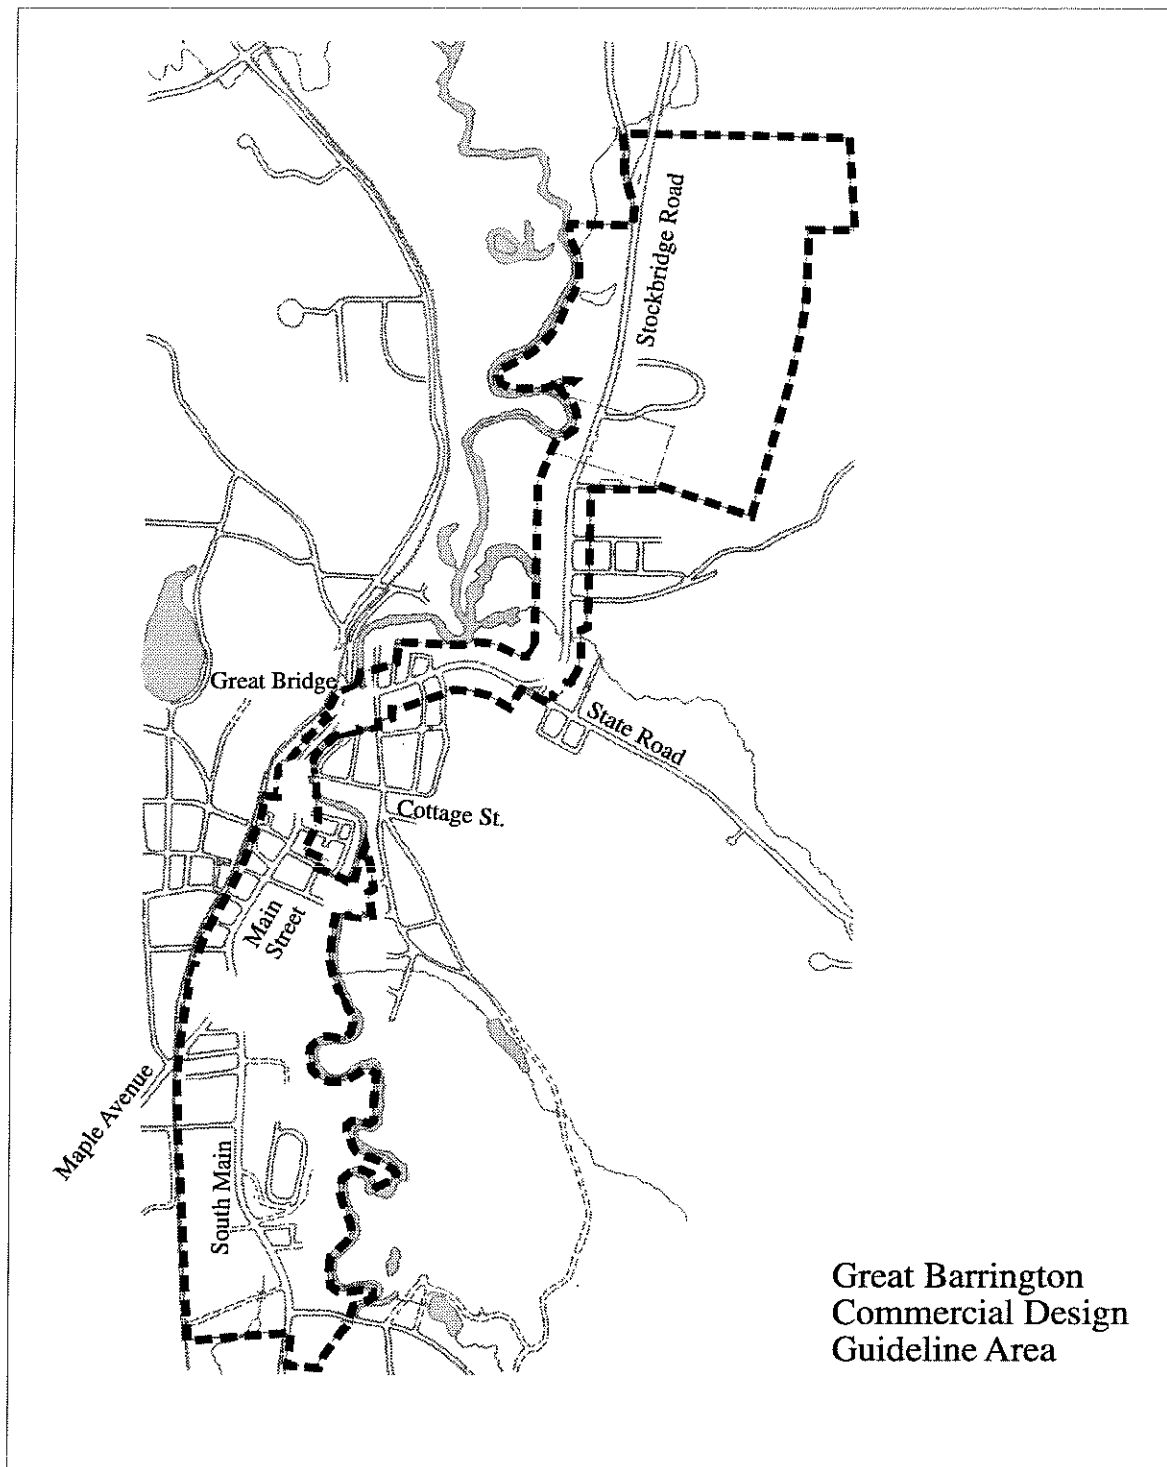 Stockbridge Road
Great Bridge
State Road
Cottage St.
Main
Street
Maple Avenue
South Main
Great Barrington
Commercial Design
Guideline Area